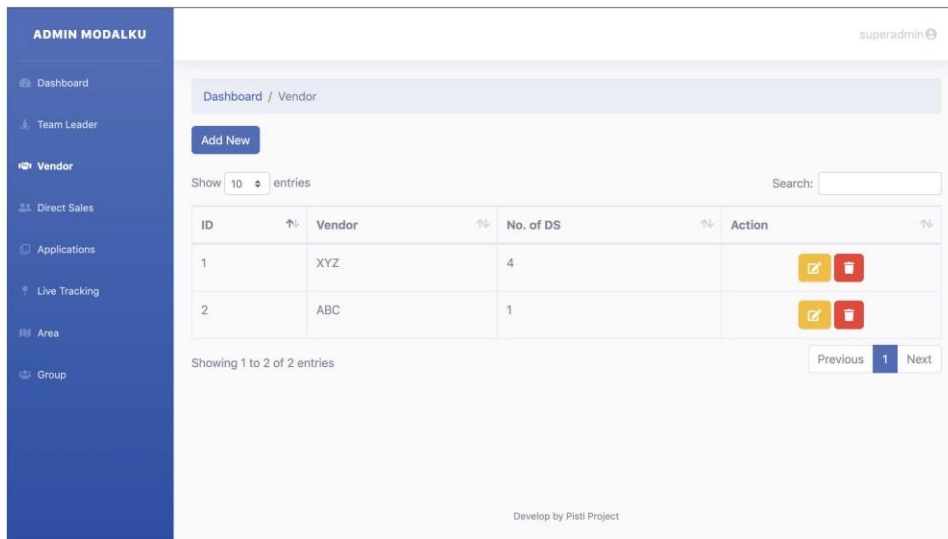 ADMIN MODALKU
superadmin
Dashboard
Team Leader
Vendor
Direct Sales
Applications
Live Tracking
Area
Group
Dashboard / Vendor
Add New
Show 10 entries
Search:
ID Vendor No. of DS Action
1 XYZ 4
2 ABC 1
Showing 1 to 2 of 2 entries
Previous 1 Next
Develop by Pisti Project